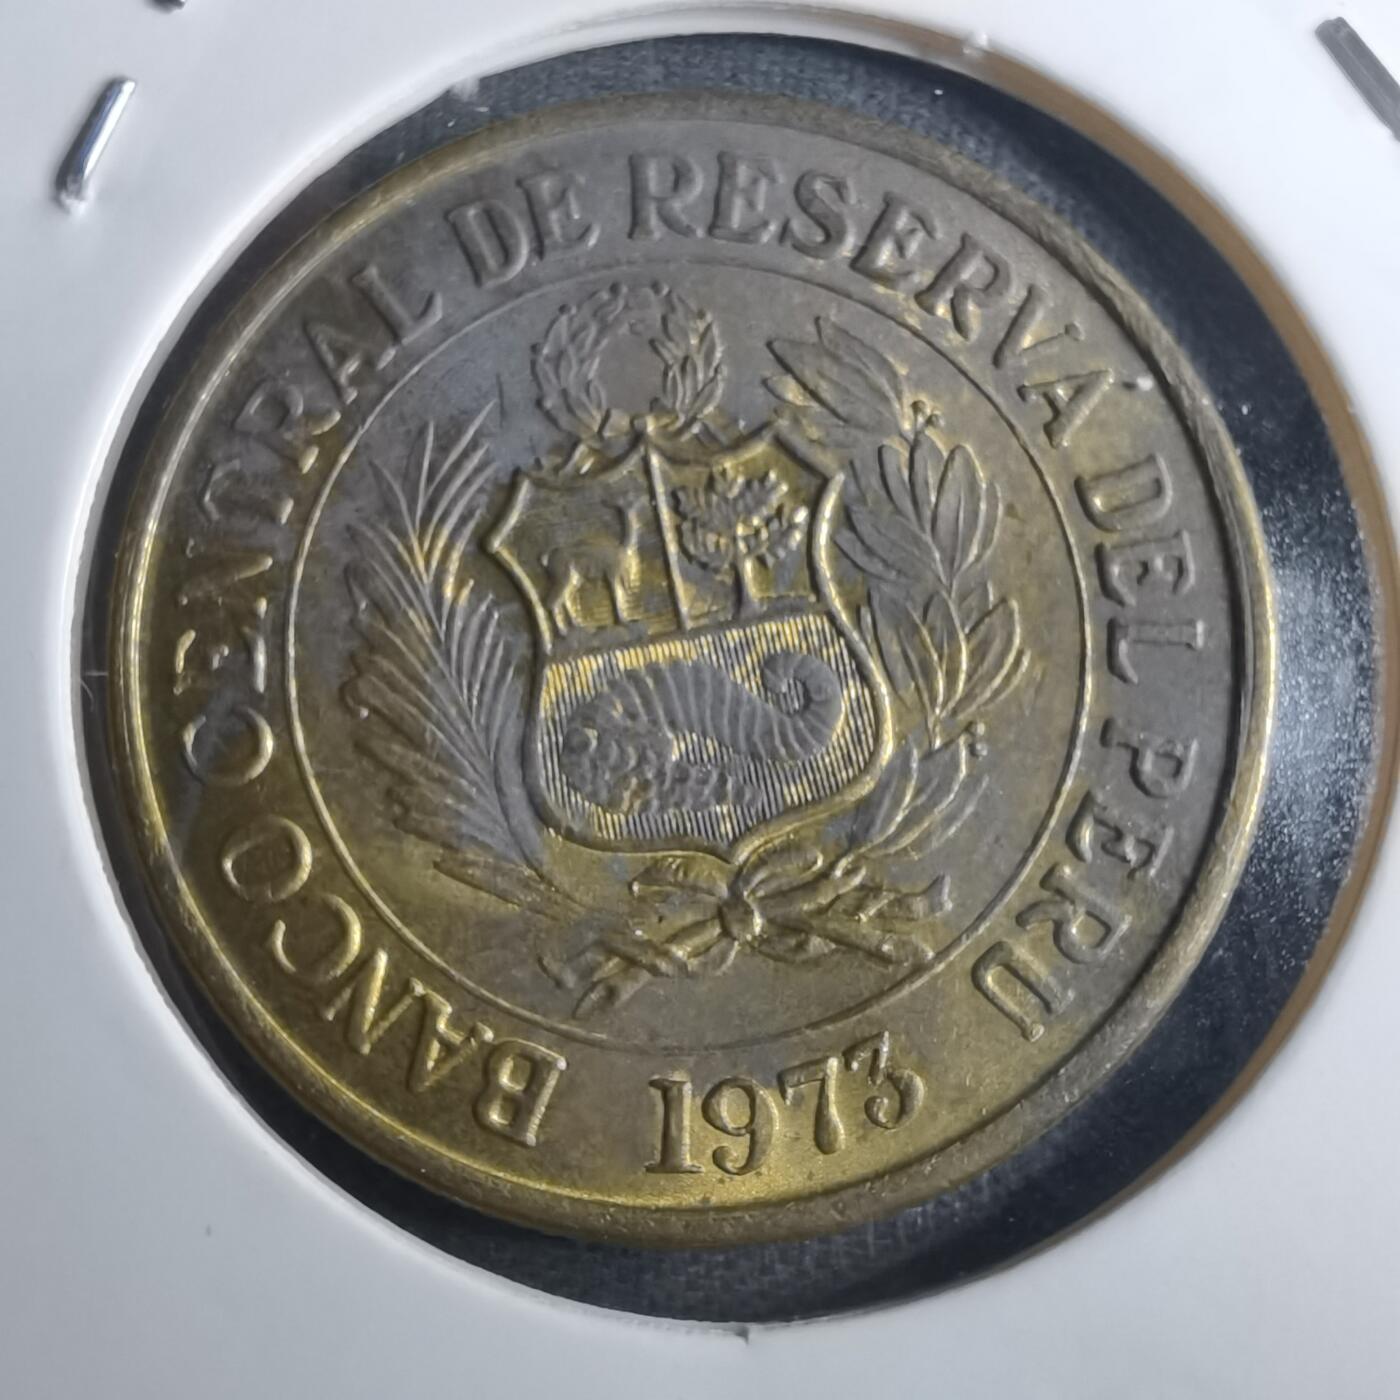 BANCO CENTRAL DE RESERVA DEL PERU
1973